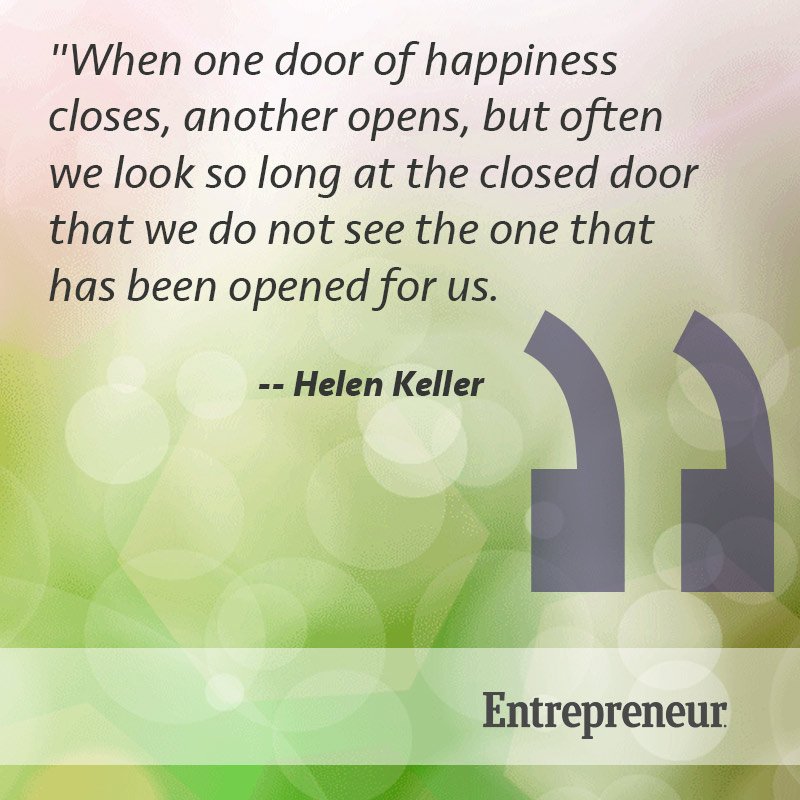 "When one door of happiness
closes, another opens, but often
we look so long at the closed door
that we do not see the one that
has been opened for us.
-- Helen Keller
Entrepreneur